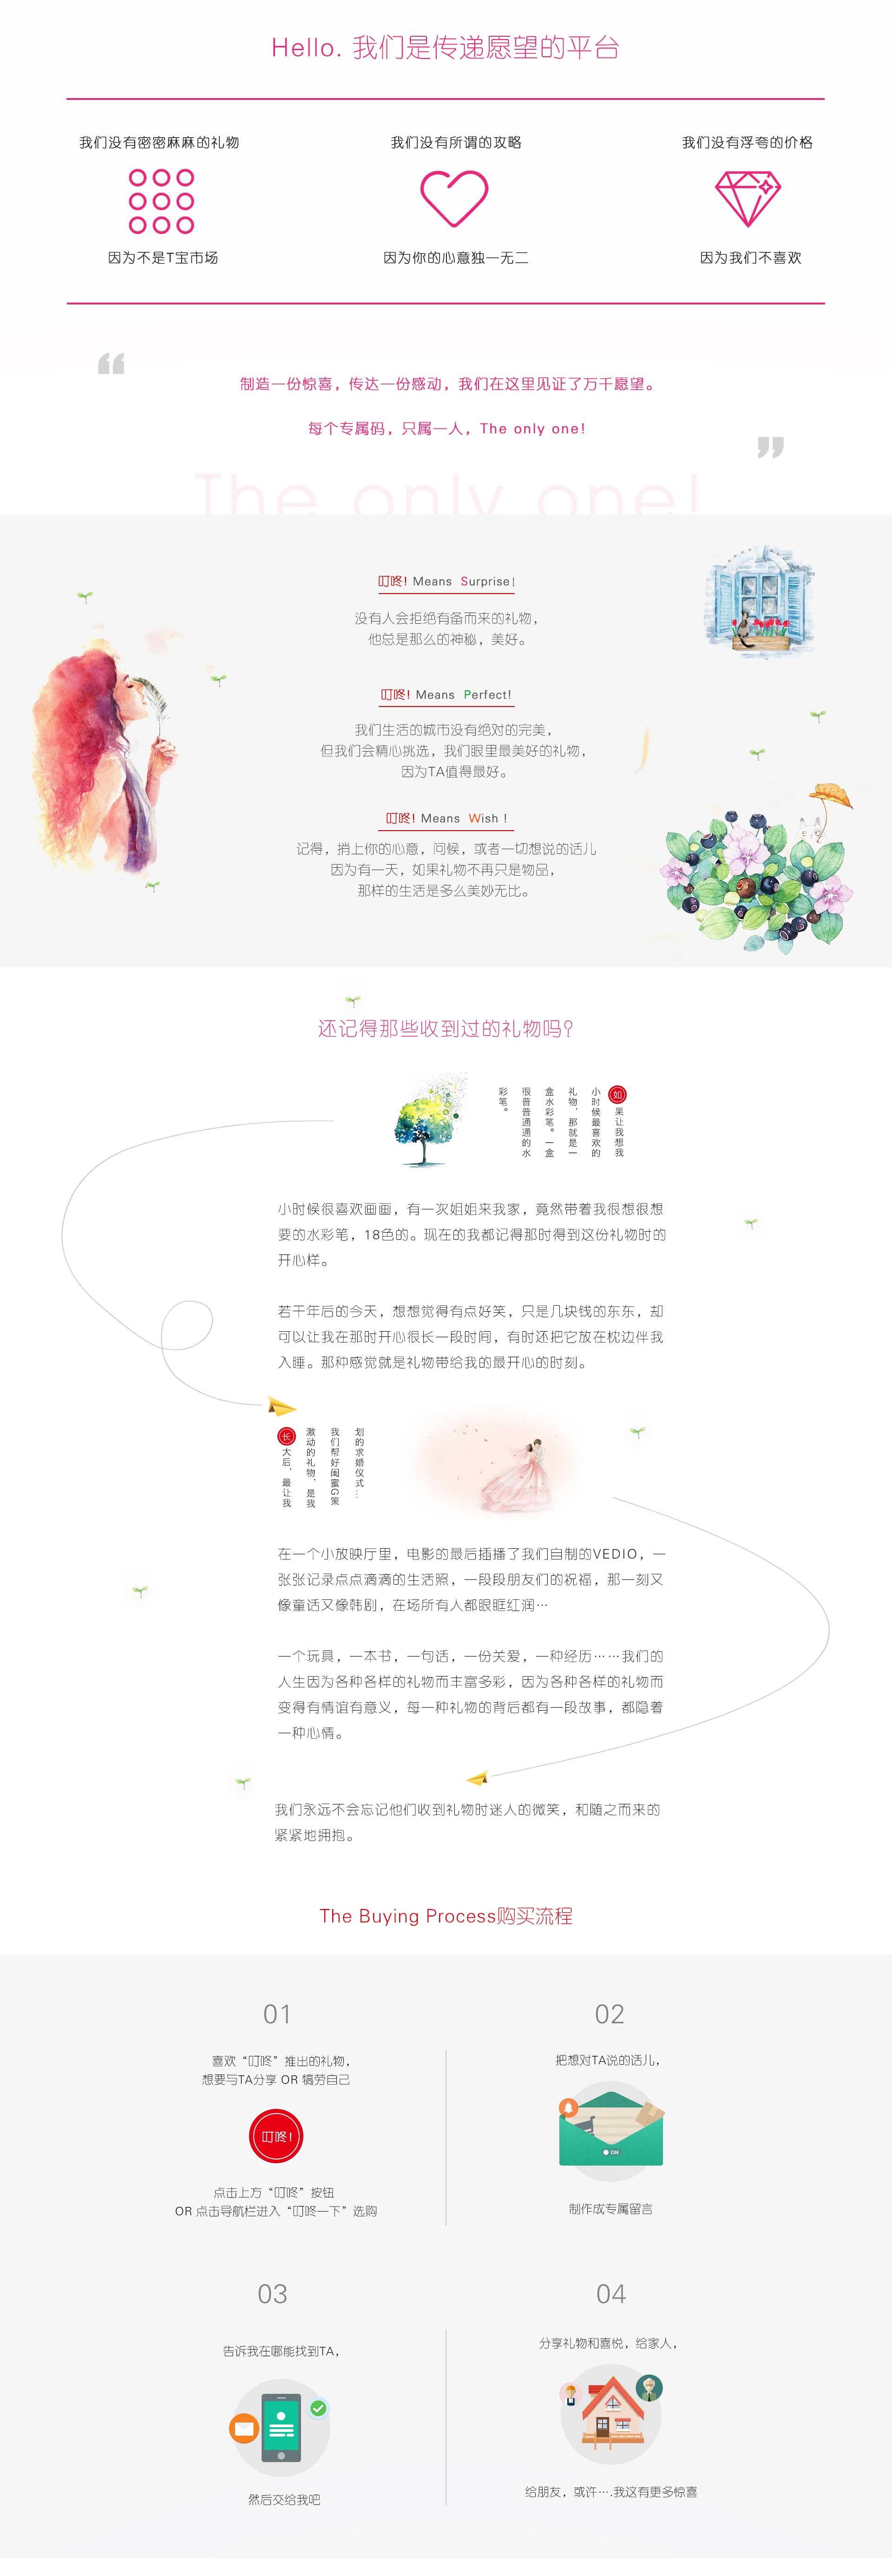 Hello. 我们是传递愿望的平台
我们没有密密麻麻的礼物
因为不是T宝市场
我们没有所谓的攻略
因为你的心意独一无二
我们没有浮夸的价格
因为我们不喜欢
制造一份惊喜，传达一份感动，我们在这里见证了万千愿望。
每个专属码，只属一人，The only one!
The only one!
叮咚! Means Surprise!
没有人会拒绝有备而来的礼物，
他总是那么的神秘，美好。
叮咚! Means Perfect!
我们生活的城市没有绝对的完美，
但我们会精心挑选，我们眼里最美好的礼物，
因为TA值得最好。
叮咚! Means Wish !
记得，捎上你的心意，问候，或者一切想说的话儿
因为有一天，如果礼物不再只是物品，
那样的生活是多么美妙无比。
还记得那些收到过的礼物吗？
如果让我想我
小时候最喜欢的
礼物，那就是一
盒水彩笔。一盒
很普普通通的水
彩笔。
小时候很喜欢画画，有一次姐姐来我家，竟然带着我很想很想
要的水彩笔，18色的。现在的我都记得那时得到这份礼物时的
开心样。
若干年后的今天，想想觉得有点好笑，只是几块钱的东东，却
可以让我在那时开心很长一段时间，有时还把它放在枕边伴我
入睡。那种感觉就是礼物带给我的最开心的时刻。
长大后，最让我
激动的礼物，是我
我们帮好闺蜜G策
划的求婚仪式…
在一个小放映厅里，电影的最后插播了我们自制的VEDIO，一
张张记录点点滴滴的生活照，一段段朋友们的祝福，那一刻又
像童话又像韩剧，在场所有人都眼眶红润…
一个玩具，一本书，一句话，一份关爱，一种经历……我们的
人生因为各种各样的礼物而丰富多彩，因为各种各样的礼物而
变得有情谊有意义，每一种礼物的背后都有一段故事，都隐着
一种心情。
我们永远不会忘记他们收到礼物时迷人的微笑，和随之而来的
紧紧地拥抱。
The Buying Process购买流程
01
喜欢“叮咚”推出的礼物，
想要与TA分享 OR 犒劳自己
叮咚!
点击上方“叮咚”按钮
OR 点击导航栏进入“叮咚一下”选购
02
把想对TA说的话儿，
ON
制作成专属留言
03
告诉我在哪能找到TA，
然后交给我吧
04
分享礼物和喜悦，给家人，
给朋友，或许….我这有更多惊喜